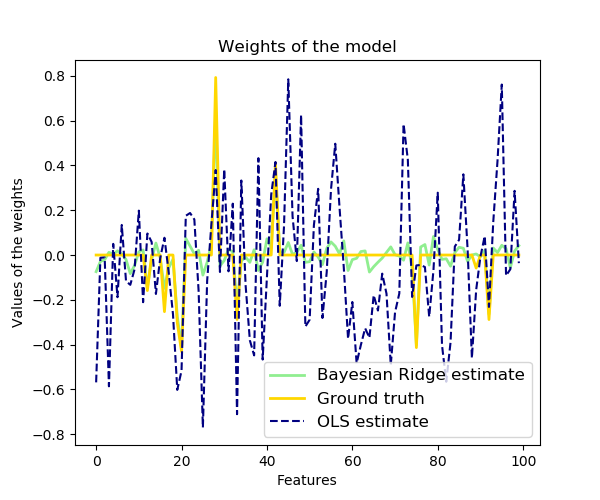 Weights of the model
Values of the weights
0.8
0.6
0.4
0.2
0.0
−0.2
−0.4
−0.6
−0.8
Bayesian Ridge estimate
Ground truth
OLS estimate
0 20 40 60 80 100
Features